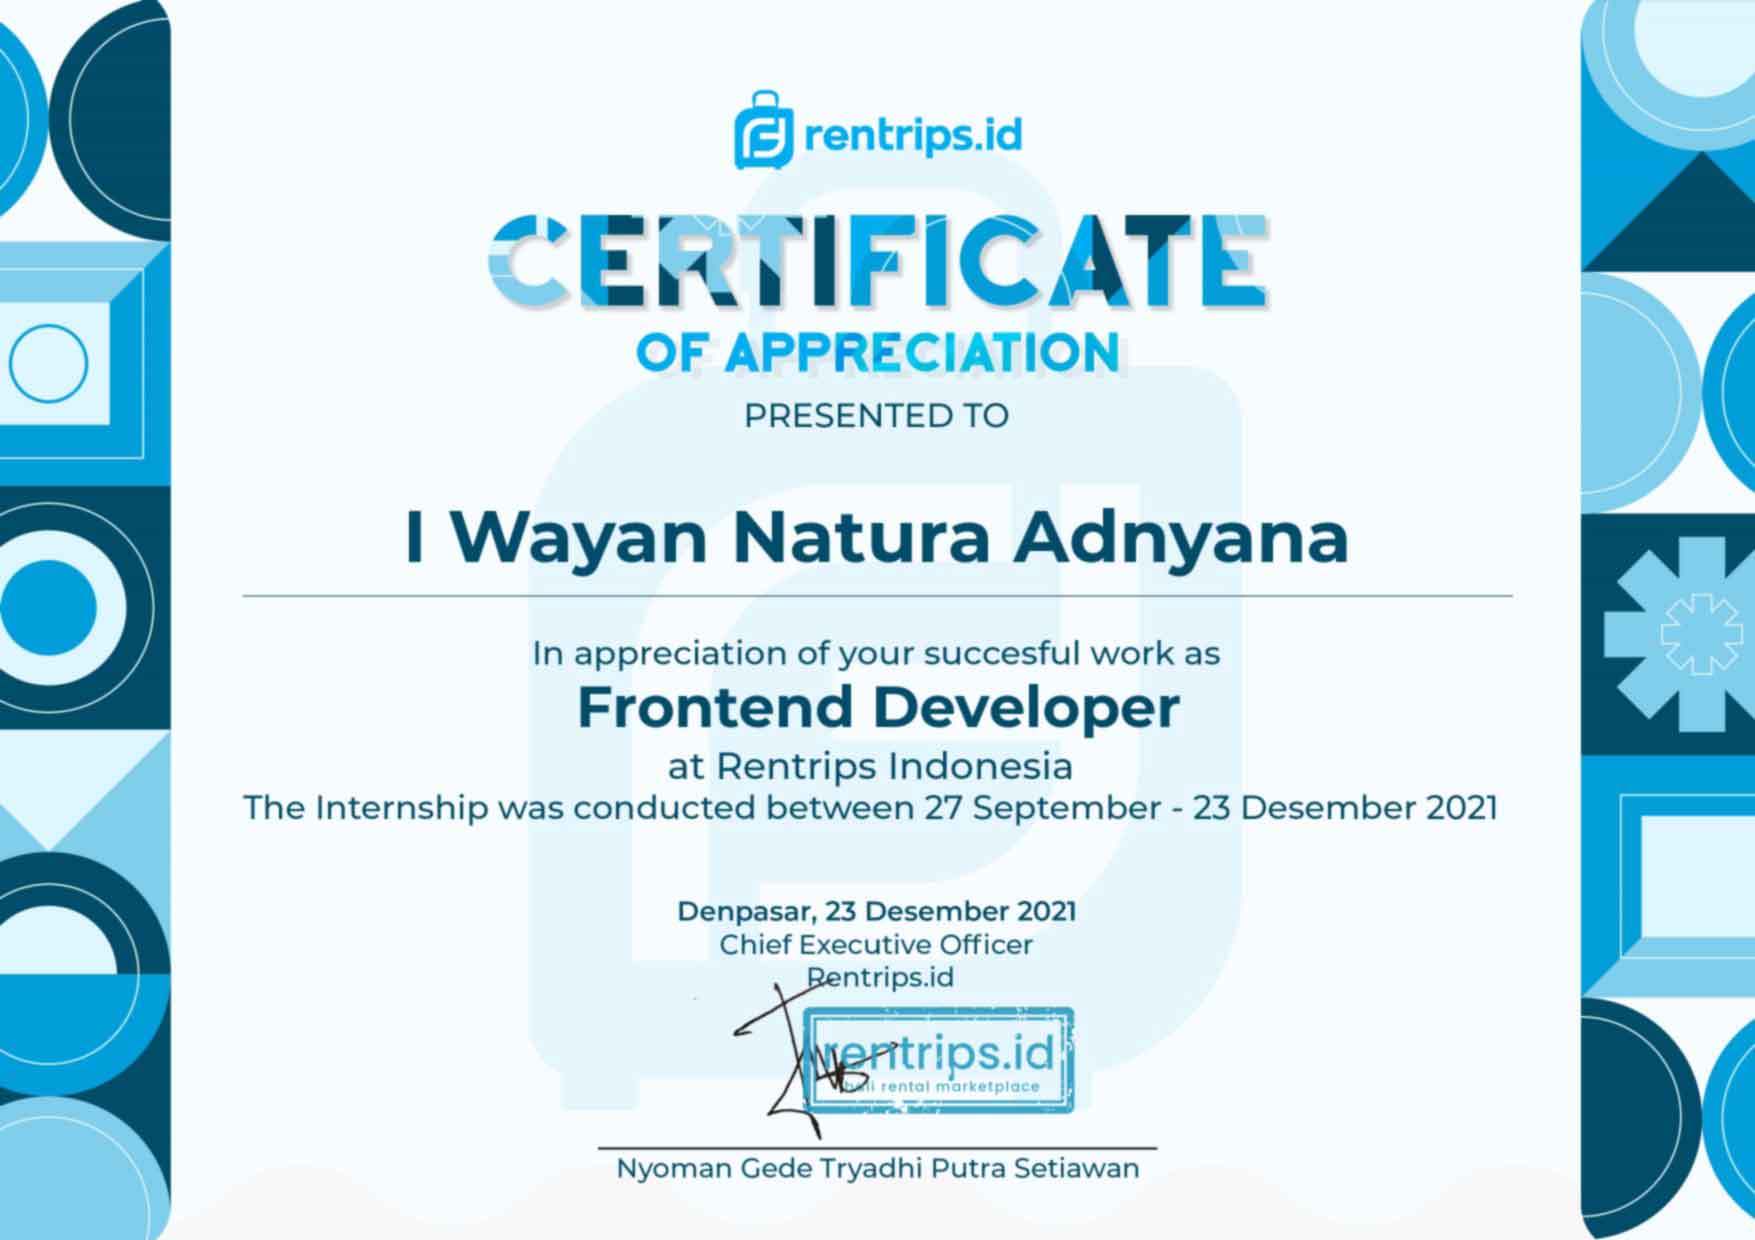 rentrips.id
CERTIFICATE
OF APPRECIATION
PRESENTED TO
I Wayan Natura Adnyana
In appreciation of your succesful work as
Frontend Developer
at Rentrips Indonesia
The Internship was conducted between 27 September - 23 Desember 2021
Denpasar, 23 Desember 2021
Chief Executive Officer
Rentrips.id
rentrips.id
bali rental marketplace
Nyoman Gede Tryadhi Putra Setiawan